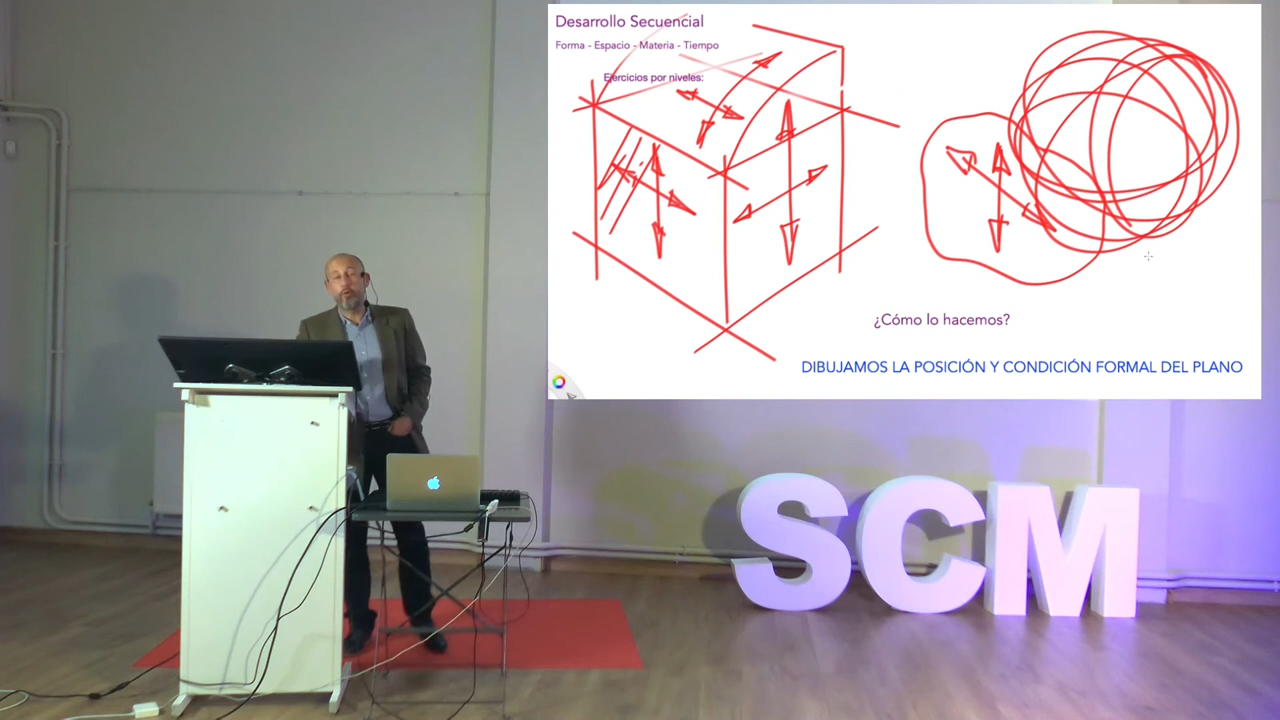 Desarrollo Secuencial
Forma - Espacio - Materia - Tiempo
Ejercicios por niveles:
¿Cómo lo hacemos?
DIBUJAMOS LA POSICIÓN Y CONDICIÓN FORMAL DEL PLANO
SCM